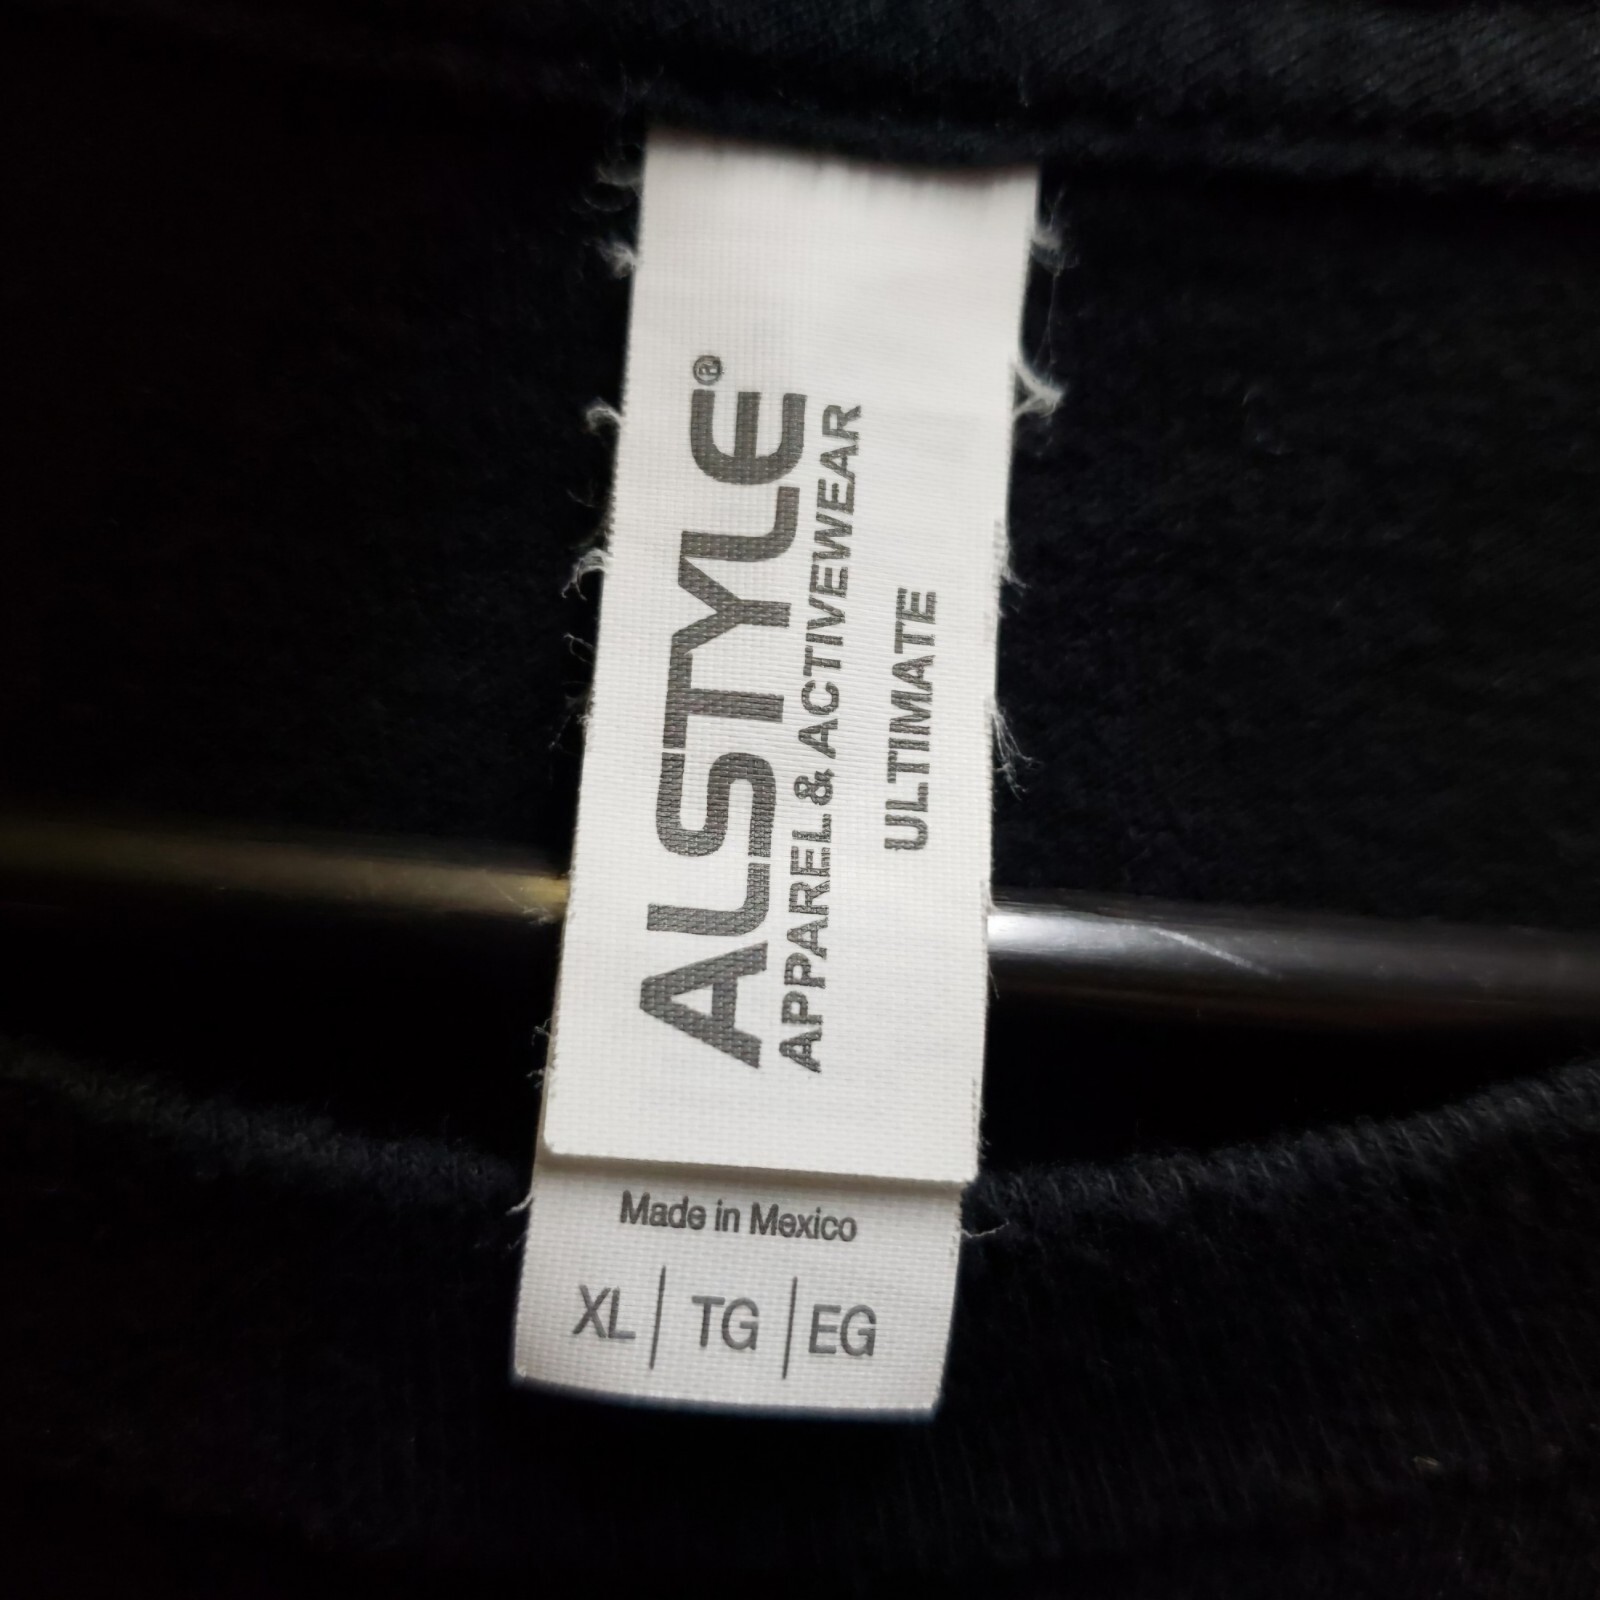 ALSTYLE®
APPAREL & ACTIVEWEAR
ULTIMATE
Made in Mexico
XL | TG | EG